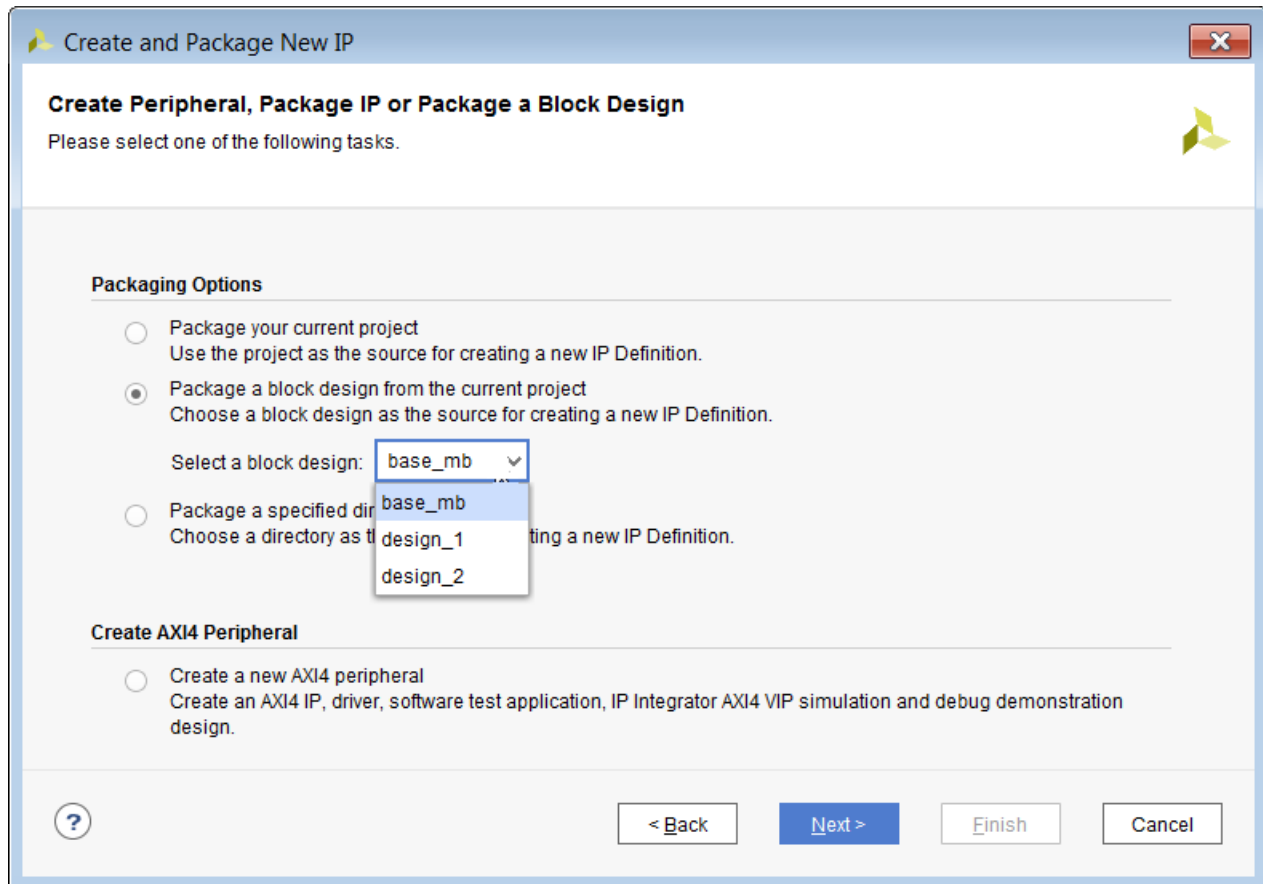 Create and Package New IP
Create Peripheral, Package IP or Package a Block Design
Please select one of the following tasks.
Packaging Options
Package your current project
Use the project as the source for creating a new IP Definition.
Package a block design from the current project
Choose a block design as the source for creating a new IP Definition.
Select a block design: base_mb
base_mb
Package a specified
Choose a directory as a new IP Definition.
design_1
design_2
Create AXI4 Peripheral
Create a new AXI4 peripheral
Create an AXI4 IP, driver, software test application, IP Integrator AXI4 VIP simulation and debug demonstration
design.
? < Back Next > Finish Cancel